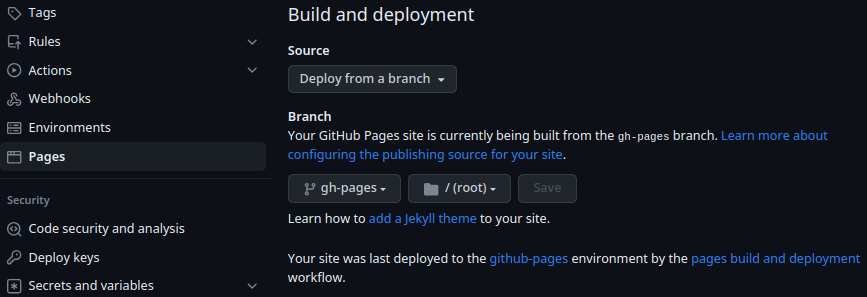 Tags
Rules
Actions
Webhooks
Environments
Pages
Security
Code security and analysis
Deploy keys
Secrets and variables
Build and deployment
Source
Deploy from a branch
Branch
Your GitHub Pages site is currently being built from the gh-pages branch. Learn more about
configuring the publishing source for your site.
gh-pages
/ (root)
Save
Learn how to add a Jekyll theme to your site.
Your site was last deployed to the github-pages environment by the pages build and deployment
workflow.